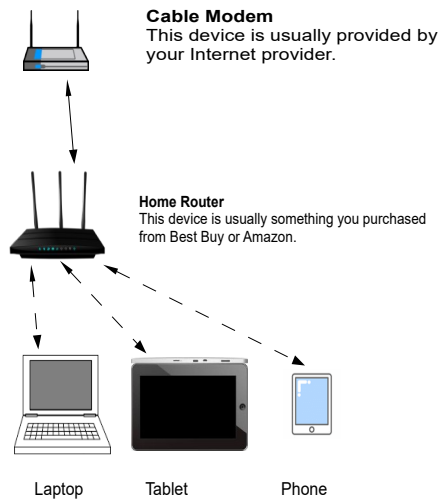 Cable Modem
This device is usually provided by
your Internet provider.
Home Router
This device is usually something you purchased
from Best Buy or Amazon.
Laptop
Tablet
Phone